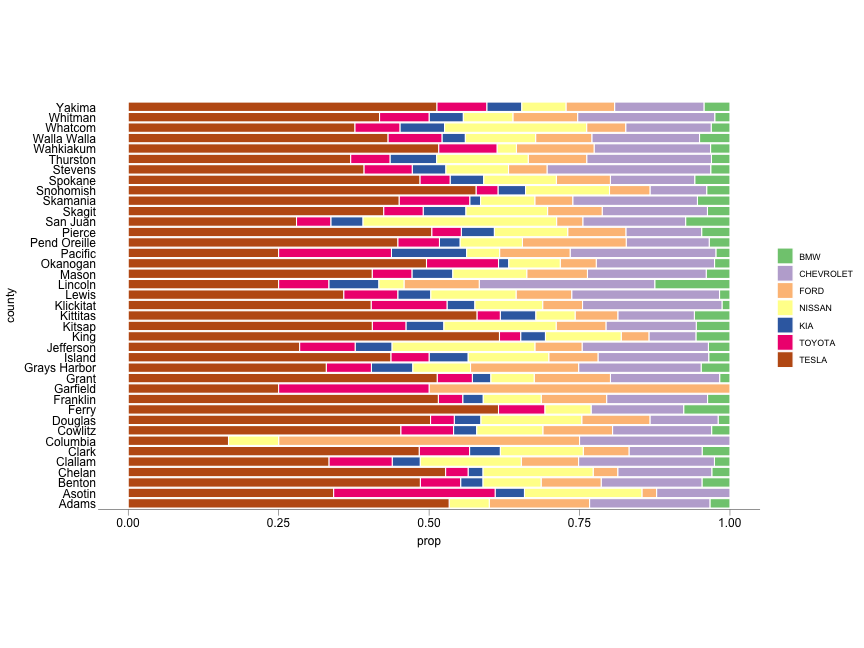 Yakima
Whitman
Whatcom
Walla Walla
Wahkiakum
Thurston
Stevens
Spokane
Snohomish
Skamania
Skagit
San Juan
Pierce
Pend Oreille
Pacific
Okanogan
Mason
Lincoln
Lewis
Klickitat
Kittitas
Kitsap
King
Jefferson
Island
Grays Harbor
Grant
Garfield
Franklin
Ferry
Douglas
Cowlitz
Columbia
Clark
Clallam
Chelan
Benton
Asotin
Adams
county
0.00 0.25 0.50 0.75 1.00
prop
BMW
CHEVROLET
FORD
NISSAN
KIA
TOYOTA
TESLA